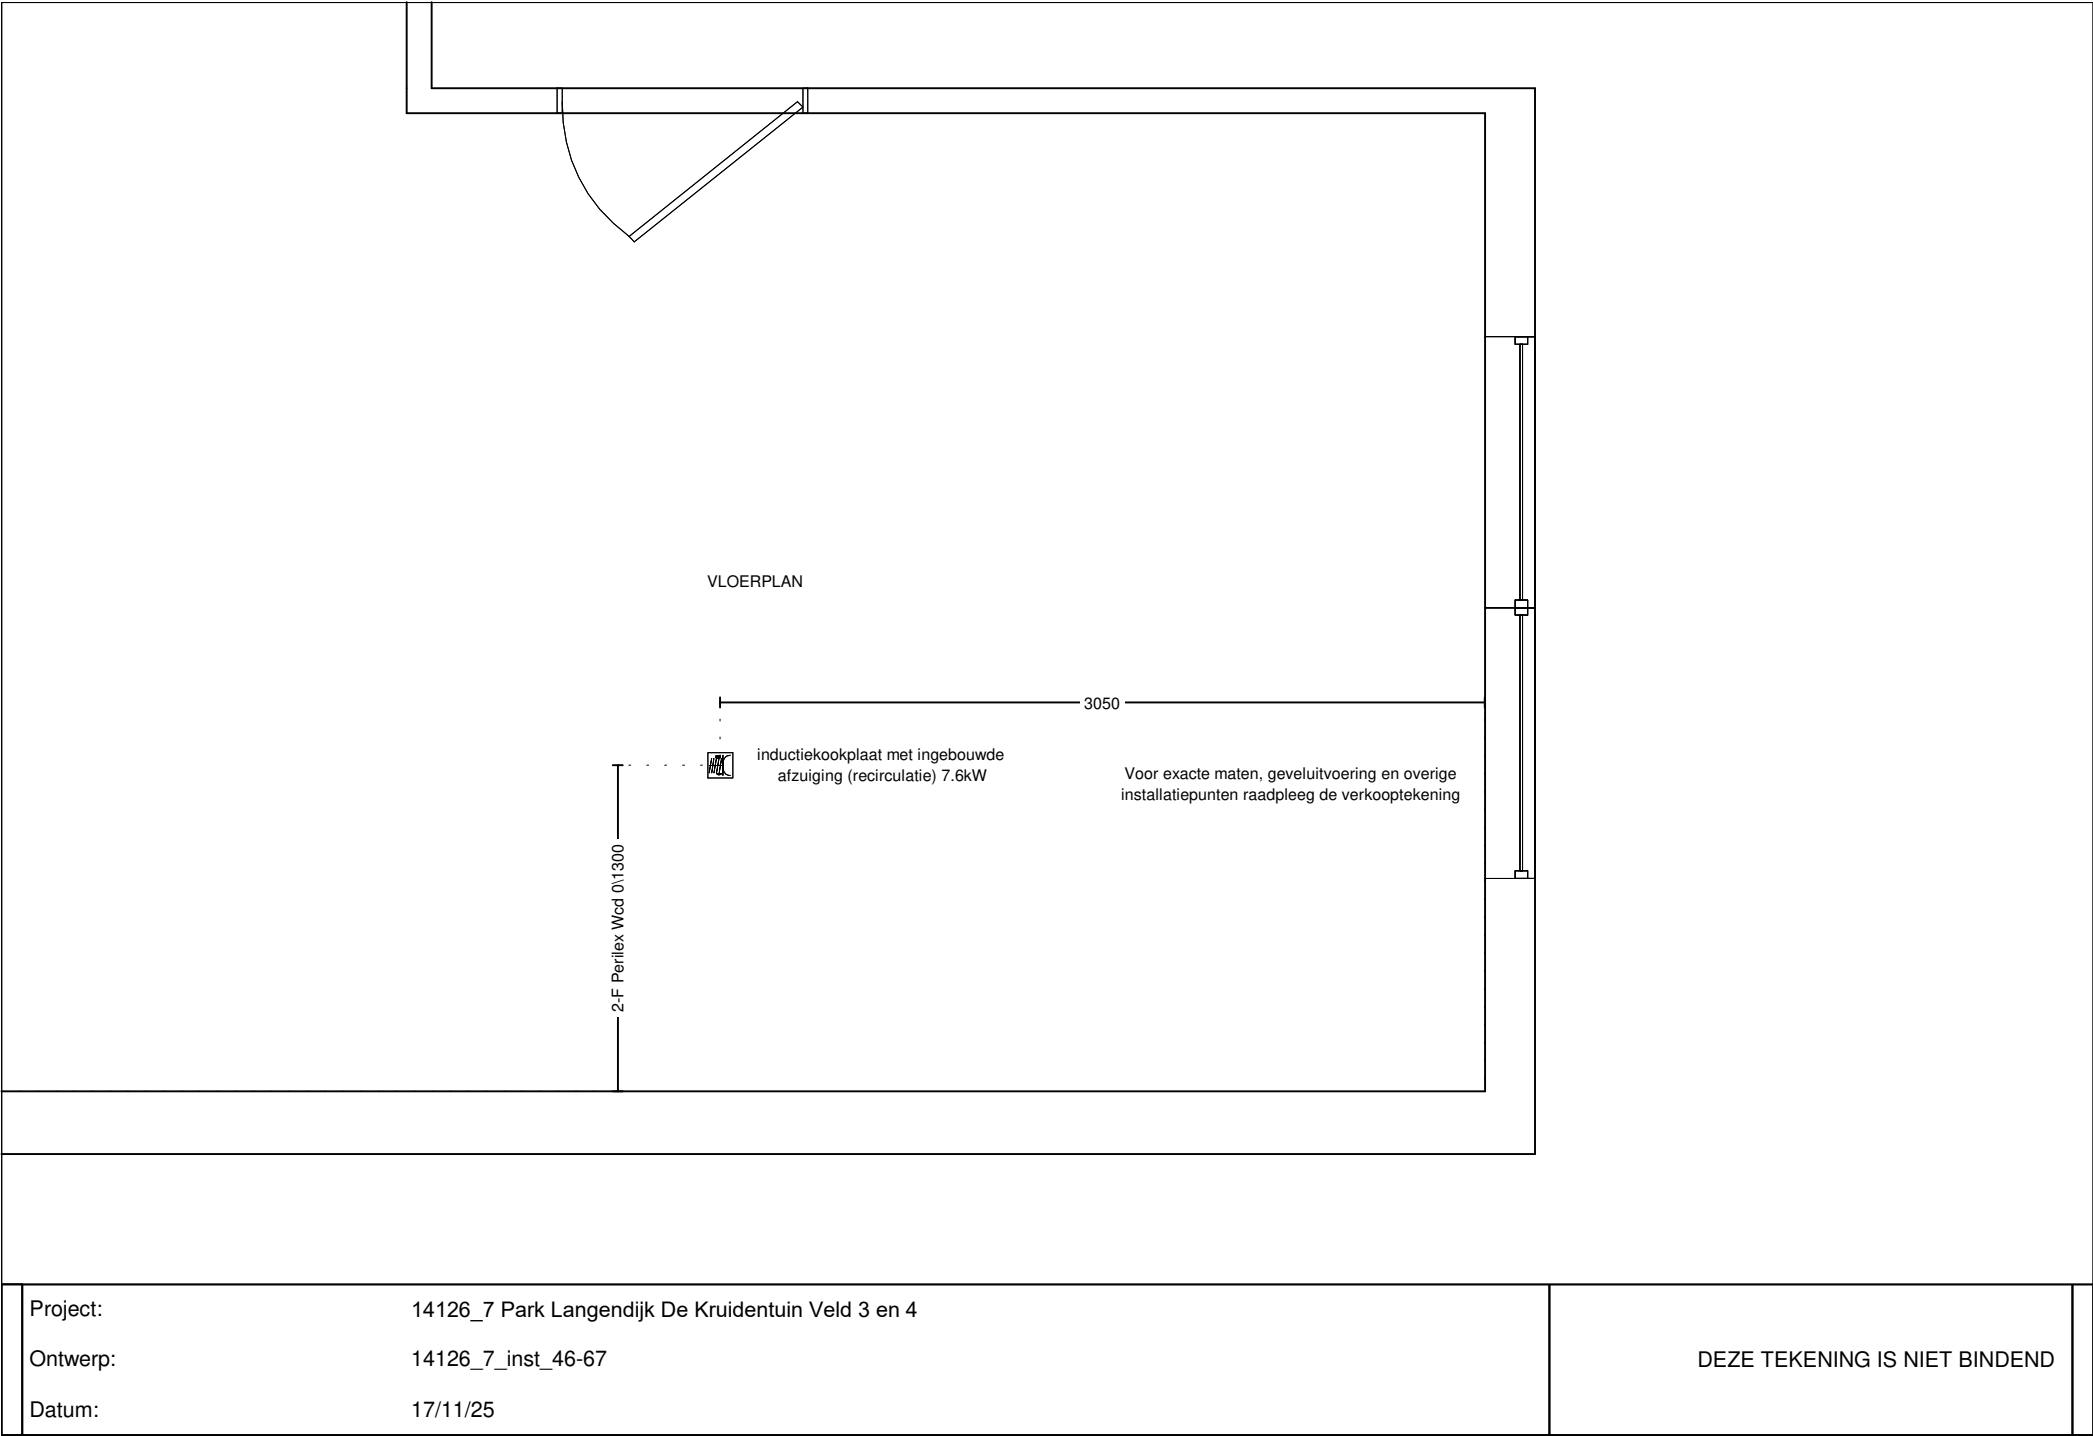 VLOERPLAN
3050
inductiekookplaat met ingebouwde
afzuiging (recirculatie) 7.6kW
Voor exacte maten, geveluitvoering en overige
installatiepunten raadpleeg de verkooptekening
2-F Perilex Wcd 0\1300
Project: 14126_7 Park Langendijk De Kruidentuin Veld 3 en 4
Ontwerp: 14126_7_inst_46-67
Datum: 17/11/25
DEZE TEKENING IS NIET BINDEND